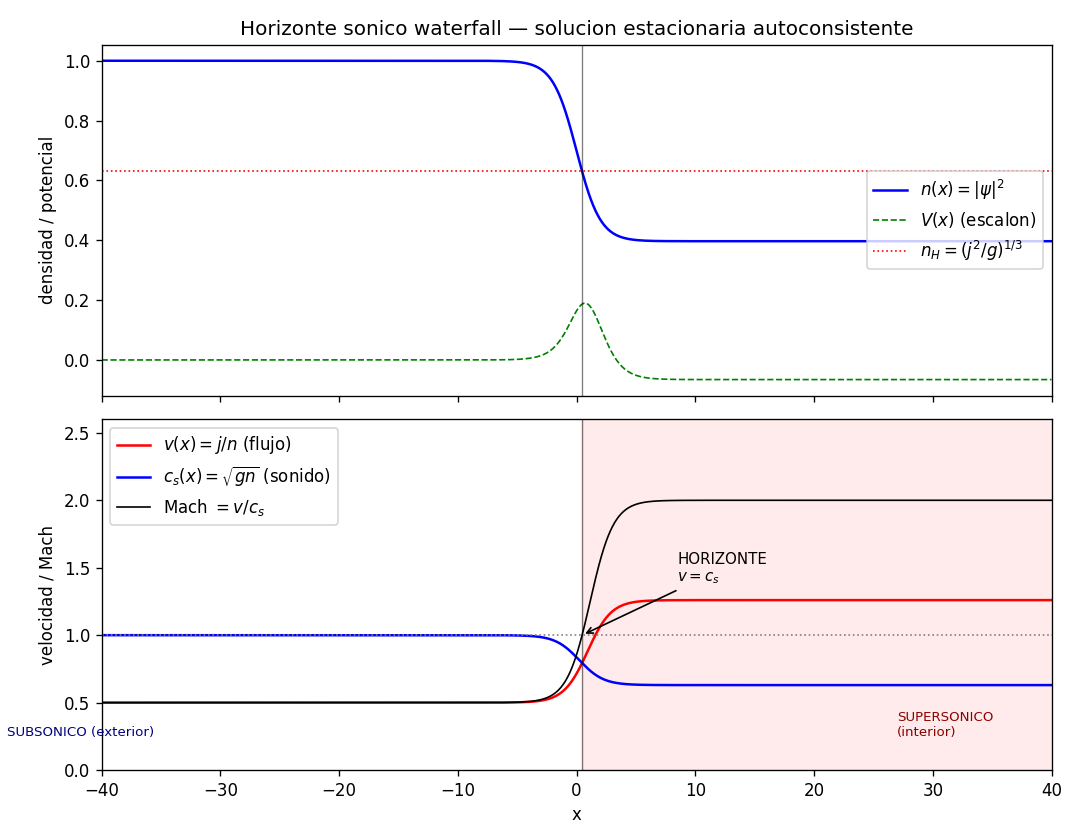 Horizonte sonico waterfall — solucion estacionaria autoconsistente
densidad / potencial
1.0
0.8
0.6
0.4
0.2
0.0
n(x) = |ψ|²
V(x) (escalon)
n_H = (j²/g)^{1/3}
velocidad / Mach
2.5
2.0
1.5
1.0
0.5
0.0
v(x) = j/n (flujo)
c_s(x) = √gn (sonido)
Mach = v/c_s
HORIZONTE
v = c_s
SUBSONICO (exterior)
SUPERSONICO
(interior)
−40 −30 −20 −10 0 10 20 30 40
x